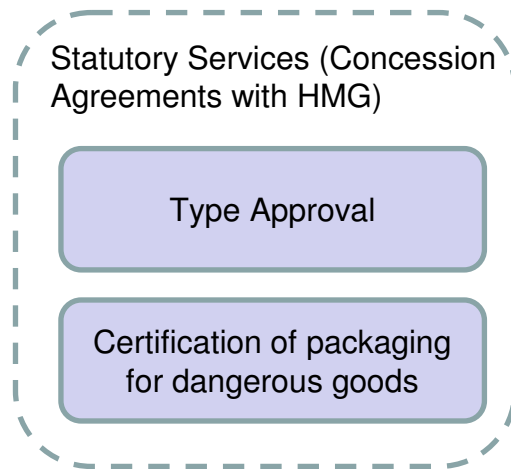 Statutory Services (Concession
Agreements with HMG)
Type Approval
Certification of packaging
for dangerous goods